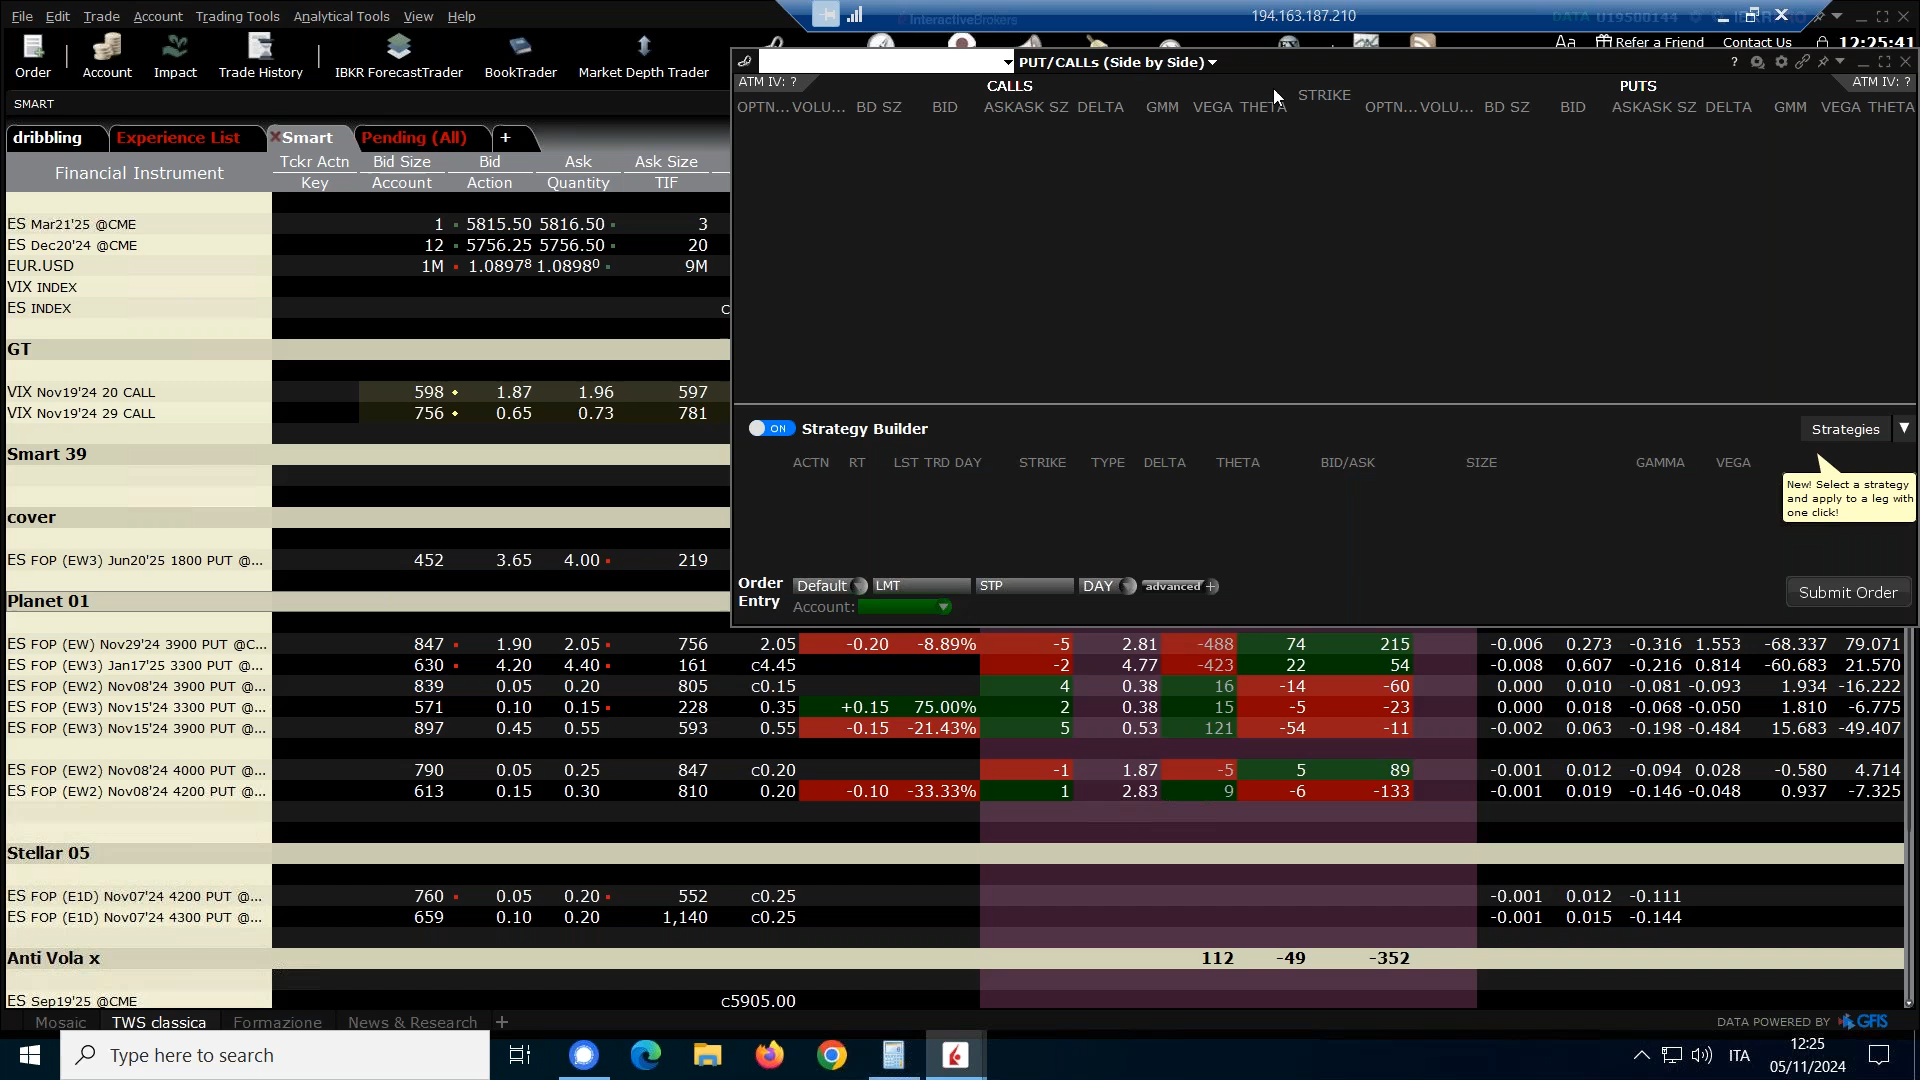 File Edit Trade Account Trading Tools Analytical Tools View Help
InteractiveBrokers
194.163.187.210
DATA U19500144
Order Account Impact Trade History IBKR ForecastTrader BookTrader Market Depth Trader
Aa Refer a Friend Contact Us 12:25:41
PUT/CALLs (Side by Side)
?
SMART
ATM IV: ? CALLS STRIKE PUTS ATM IV: ?
OPTN... VOLU... BD SZ BID ASK ASK SZ DELTA GMM VEGA THETA OPTN... VOLU... BD SZ BID ASK ASK SZ DELTA GMM VEGA THETA
dribbling Experience List Smart Pending (All) +
Financial Instrument
Tckr Actn Bid Size Bid Ask Ask Size
Key Account Action Quantity TIF
ES Mar21'25 @CME 1 5815.50 5816.50 3
ES Dec20'24 @CME 12 5756.25 5756.50 20
EUR.USD 1M 1.08978 1.08980 9M
VIX INDEX
ES INDEX c
GT
VIX Nov19'24 20 CALL 598 1.87 1.96 597
VIX Nov19'24 29 CALL 756 0.65 0.73 781
Smart 39
cover
ES FOP (EW3) Jun20'25 1800 PUT @... 452 3.65 4.00 219
Planet 01
ON Strategy Builder
Strategies
ACTN RT LST TRD DAY STRIKE TYPE DELTA THETA BID/ASK SIZE GAMMA VEGA
New! Select a strategy
and apply to a leg with
one click!
Order Entry
Default LMT STP DAY advanced +
Account:
Submit Order
ES FOP (EW) Nov29'24 3900 PUT @C... 847 1.90 2.05 756 2.05 -0.20 -8.89% -5 2.81 -488 74 215 -0.006 0.273 -0.316 1.553 -68.337 79.071
ES FOP (EW3) Jan17'25 3300 PUT @... 630 4.20 4.40 161 c4.45 -2 4.77 -423 22 54 -0.008 0.607 -0.216 0.814 -60.683 21.570
ES FOP (EW2) Nov08'24 3900 PUT @... 839 0.05 0.20 805 c0.15 4 0.38 16 -14 -60 0.000 0.010 -0.081 -0.093 1.934 -16.222
ES FOP (EW3) Nov15'24 3300 PUT @... 571 0.10 0.15 228 0.35 +0.15 75.00% 2 0.38 15 -5 -23 0.000 0.018 -0.068 -0.050 1.810 -6.775
ES FOP (EW3) Nov15'24 3900 PUT @... 897 0.45 0.55 593 0.55 -0.15 -21.43% 5 0.53 121 -54 -11 -0.002 0.063 -0.198 -0.484 15.683 -49.407
ES FOP (EW2) Nov08'24 4000 PUT @... 790 0.05 0.25 847 c0.20 -1 1.87 -5 5 89 -0.001 0.012 -0.094 0.028 -0.580 4.714
ES FOP (EW2) Nov08'24 4200 PUT @... 613 0.15 0.30 810 0.20 -0.10 -33.33% 1 2.83 9 -6 -133 -0.001 0.019 -0.146 -0.048 0.937 -7.325
Stellar 05
ES FOP (E1D) Nov07'24 4200 PUT @... 760 0.05 0.20 552 c0.25 -0.001 0.012 -0.111
ES FOP (E1D) Nov07'24 4300 PUT @... 659 0.10 0.20 1,140 c0.25 -0.001 0.015 -0.144
Anti Vola x 112 -49 -352
ES Sep19'25 @CME c5905.00
Mosaic TWS classica Formazione News & Research +
DATA POWERED BY GFIS
Type here to search
ITA
12:25
05/11/2024